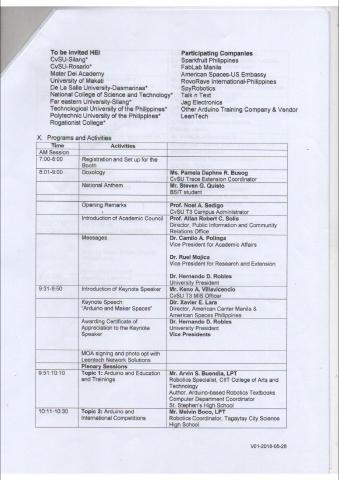 To be invited HEI
CvSU-Silang*
CvSU-Rosario*
Mater Dei Academy
University of Makati
De La Salle University-Dasmarinas*
National College of Science and Technology*
Far eastern University-Silang*
Technological University of the Philippines*
Polytechnic University of the Philippines*
Rogationist College*
Participating Companies
Sparkfruit Philippines
FabLab Manila
American Spaces-US Embassy
RovoRave International-Philippines
SpyRobotics
Talk n Text
Jag Electronics
Other Arduino Training Company & Vendor
LeanTech
X. Programs and Activities
Time Activities
AM Session
7:00-8:00 Registration and Set up for the
Booth
8:01-9:00 Doxology Ms. Pamela Daphne R. Busog
CvSU Trece Extension Coordinator
National Anthem Mr. Steven G. Quisto
BSIT student
Opening Remarks Prof. Noel A. Sedigo
CvSU T3 Campus Administrator
Introduction of Academic Council Prof. Allan Robert C. Solis
Director, Public Information and Community
Relations Office
Messages Dr. Camilo A. Polinga
Vice President for Academic Affairs
Dr. Ruel Mojica
Vice President for Research and Extension
Dr. Hernando D. Robles
University President
9:31-9:50 Introduction of Keynote Speaker Mr. Keno A. Villavicencio
CvSU T3 MIS Officer
Keynote Speech: Dir. Xavier E. Lara
"Arduino and Maker Spaces" Director, American Center Manila &
American Spaces Philippines
Awarding Certificate of Dr. Hernando D. Robles
Appreciation to the Keynote University President
Speaker Vice Presidents
MOA signing and photo opt with
Leentech Network Solutions
Plenary Sessions
9:51-10:10 Topic 1: Arduino and Education Mr. Arvin S. Buendia, LPT
and Trainings Robotics Specialist, CIIT College of Arts and
Technology
Author, Arduino-based Robotics Textbooks
Computer Department Coordinator
St. Stephen's High School
10:11-10:30 Topic 2: Arduino and Mr. Melvin Boco, LPT
International Competitions Robotics Coordinator, Tagaytay City Science
High School
V01-2018-05-28